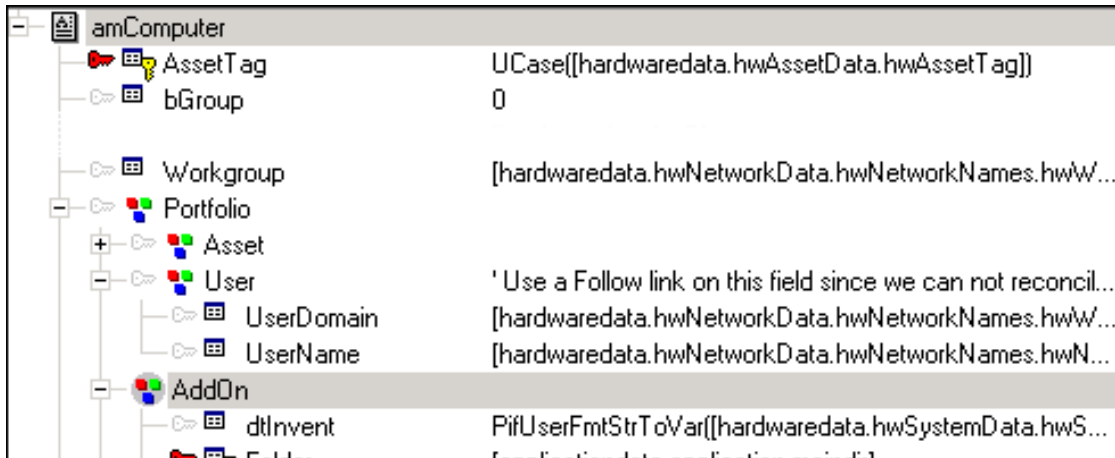 amComputer
AssetTag UCase([hardwaredata.hwAssetData.hwAssetTag])
bGroup 0
Workgroup [hardwaredata.hwNetworkData.hwNetworkNames.hwW...
Portfolio
Asset
User ' Use a Follow link on this field since we can not reconcil...
UserDomain [hardwaredata.hwNetworkData.hwNetworkNames.hwW...
UserName [hardwaredata.hwNetworkData.hwNetworkNames.hwN...
AddOn
dtInvent PifUserFmtStrToVar([hardwaredata.hwSystemData.hwS...